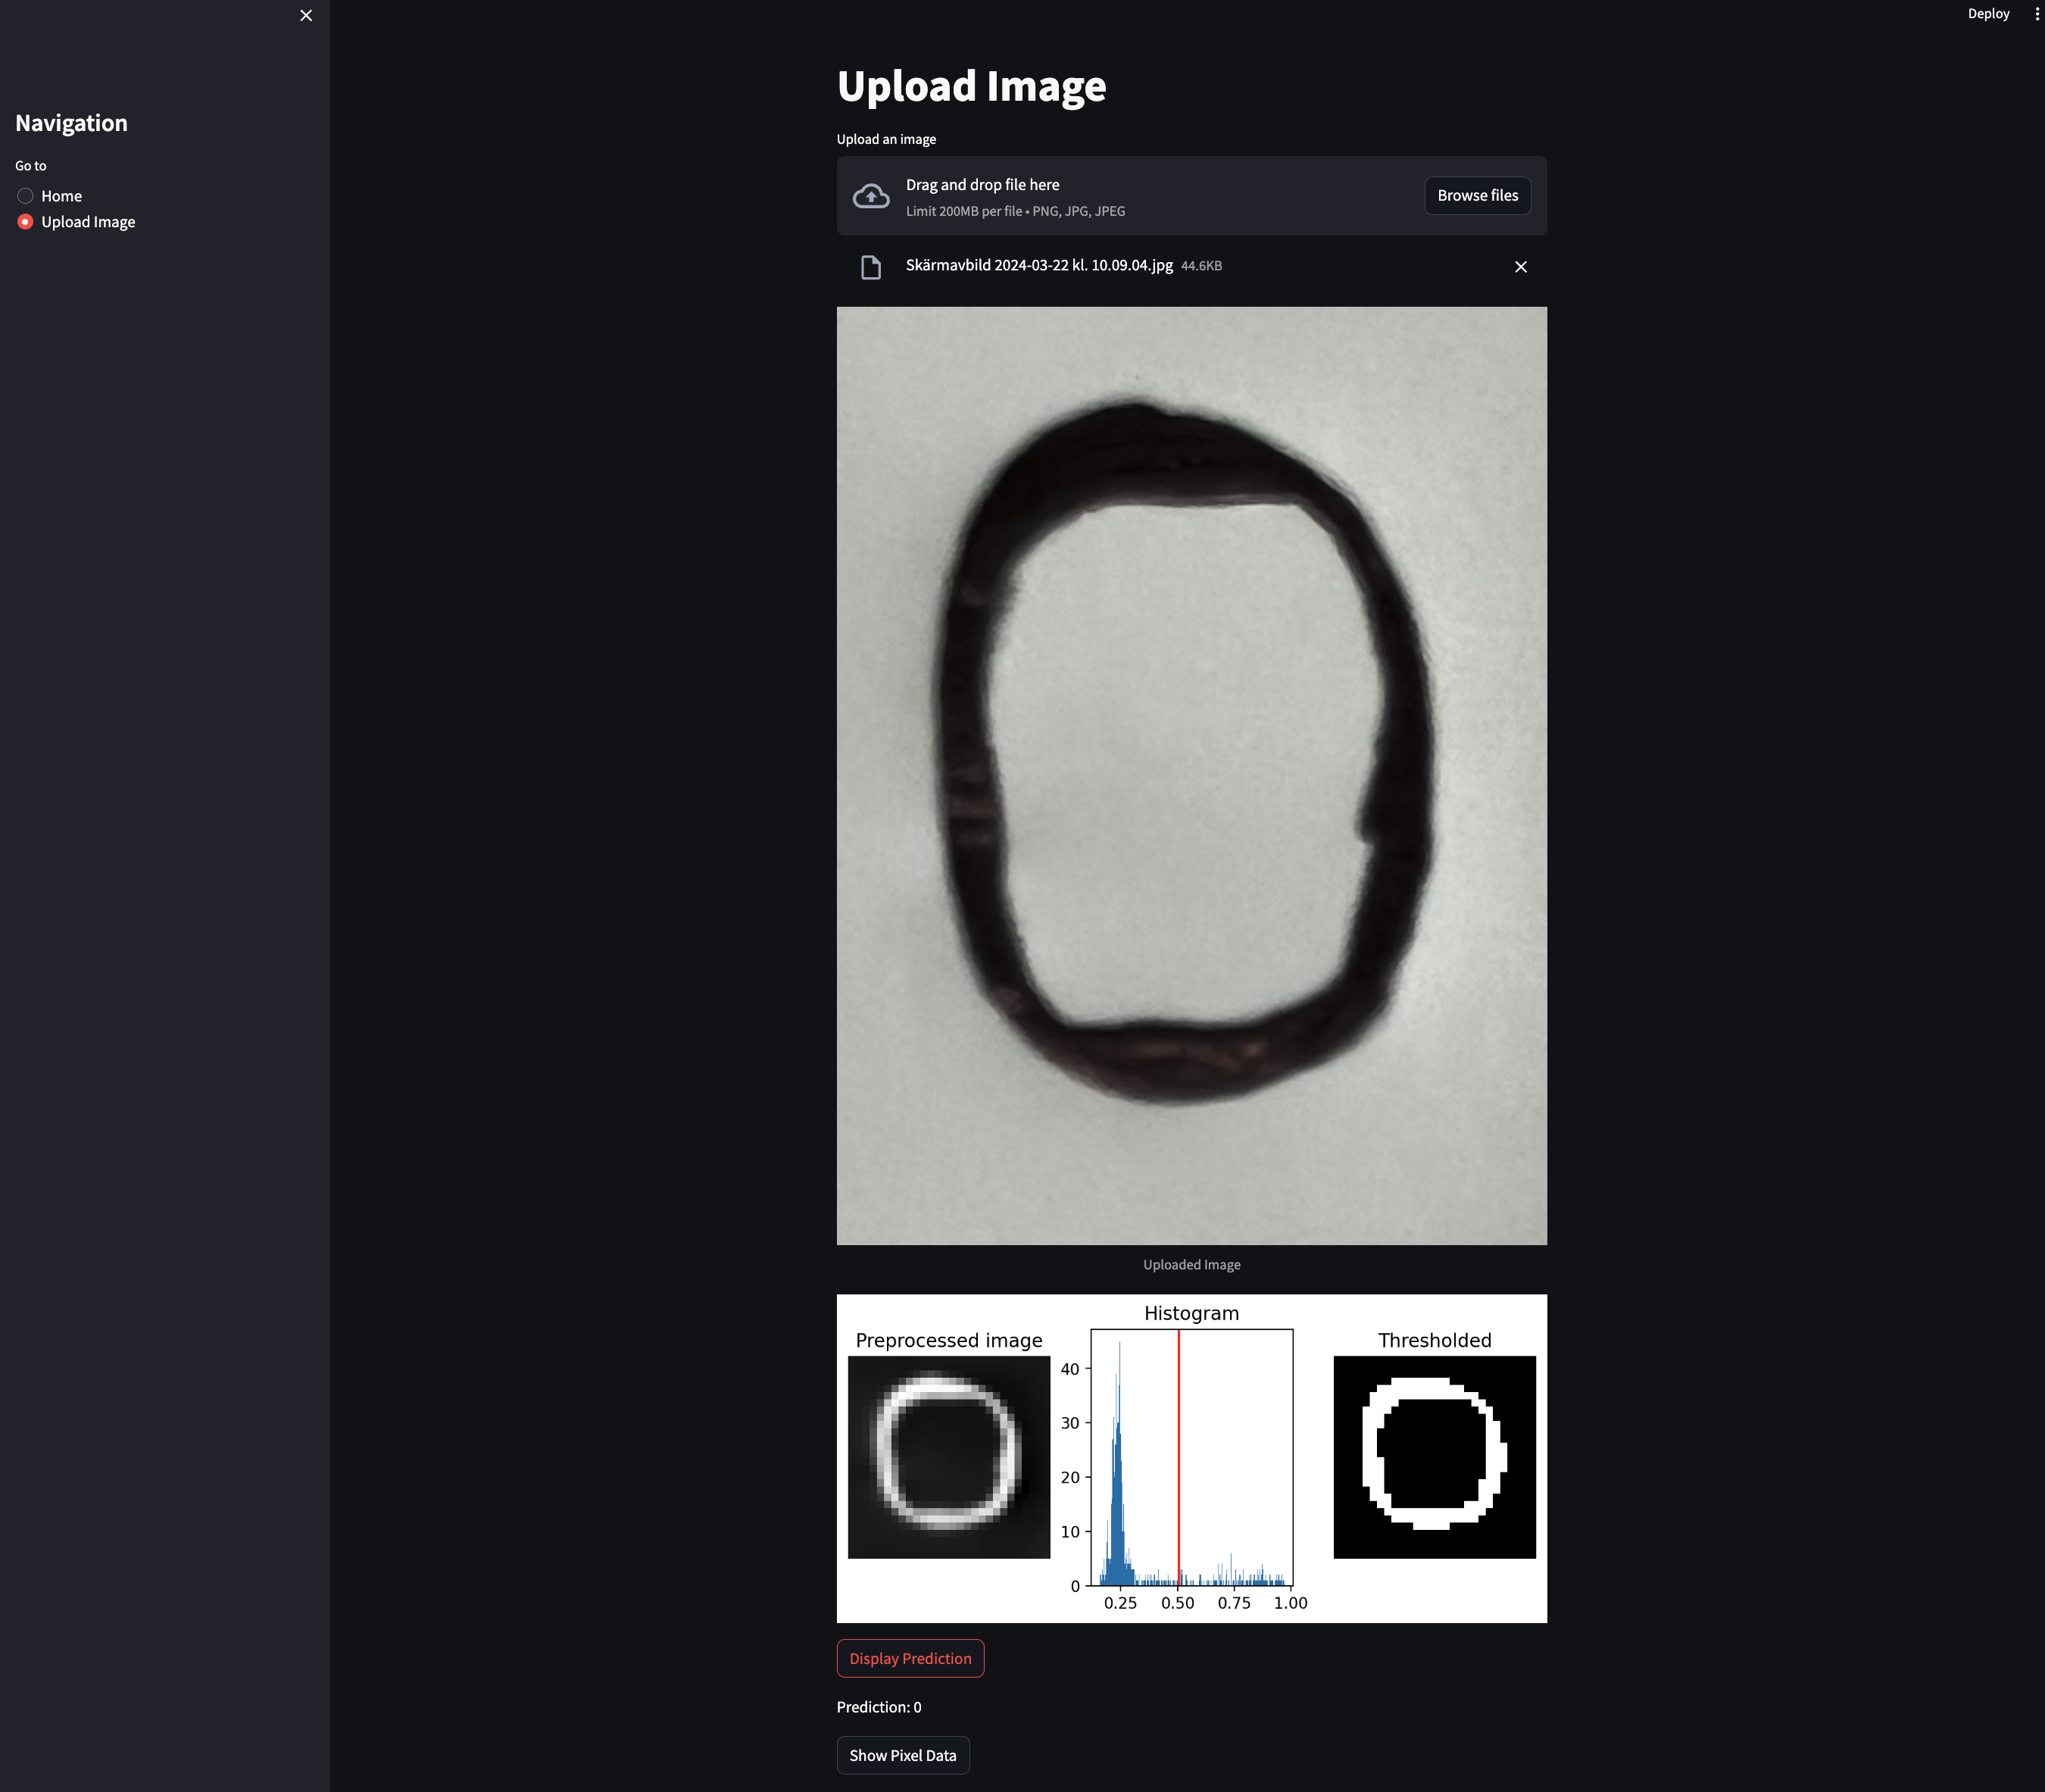 Deploy
Navigation
Go to
Home
Upload Image
Upload Image
Upload an image
Drag and drop file here
Limit 200MB per file • PNG, JPG, JPEG
Browse files
Skärmavbild 2024-03-22 kl. 10.09.04.jpg 44.6KB
0
Uploaded Image
Preprocessed image
Histogram
40
30
20
10
0
0.25 0.50 0.75 1.00
Thresholded
Display Prediction
Prediction: 0
Show Pixel Data